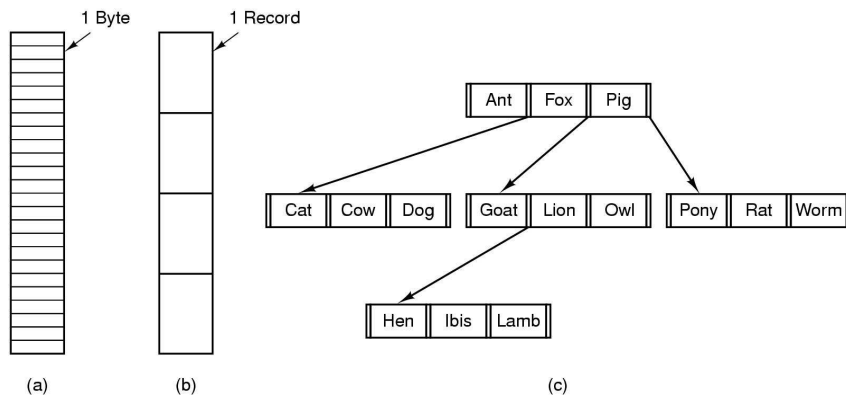 1 Byte
1 Record
Ant Fox Pig
Cat Cow Dog
Goat Lion Owl
Pony Rat Worm
Hen Ibis Lamb
(a)
(b)
(c)